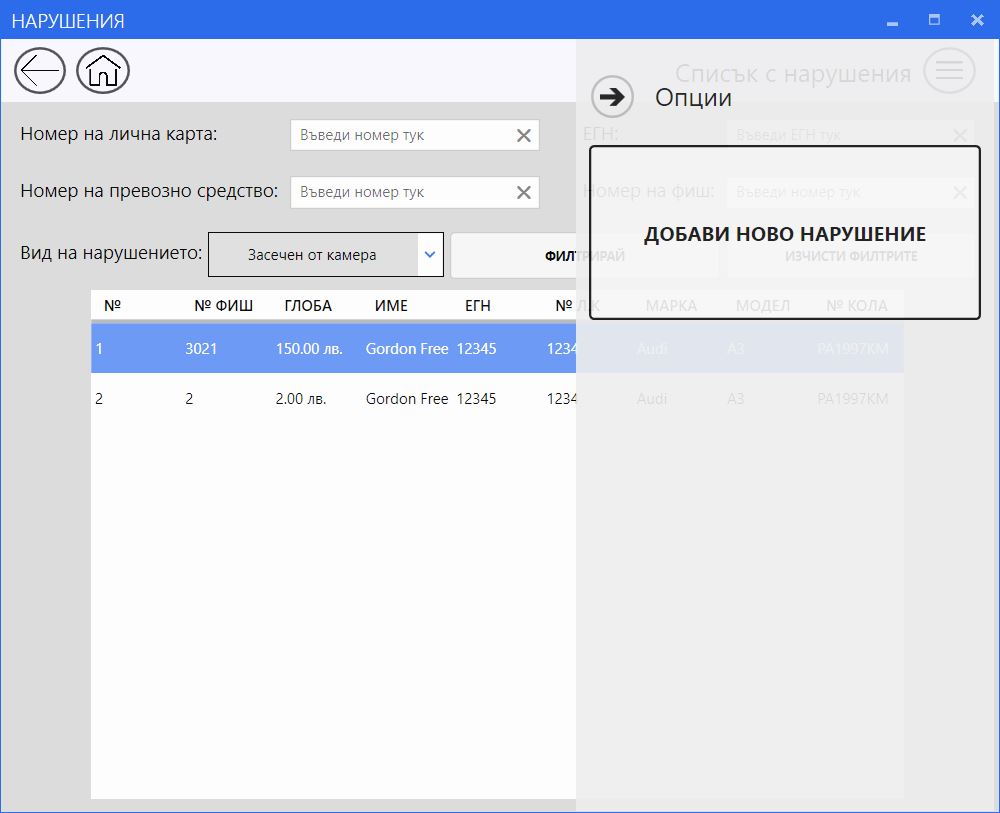 НАРУШЕНИЯ
Списък с нарушения
Опции
Номер на лична карта:
Въведи номер тук
ЕГН:
Въведи ЕГН тук
Номер на превозно средство:
Въведи номер тук
Номер на фиш:
Въведи номер тук
ДОБАВИ НОВО НАРУШЕНИЕ
Вид на нарушението:
Засечен от камера
ФИЛТРИРАЙ
ИЗЧИСТИ ФИЛТРИТЕ
№ № ФИШ ГЛОБА ИМЕ ЕГН № ЛК МАРКА МОДЕЛ № КОЛА
1 3021 150.00 лв. Gordon Free 12345 1234 Audi A3 PA1997KM
2 2 2.00 лв. Gordon Free 12345 1234 Audi A3 PA1997KM